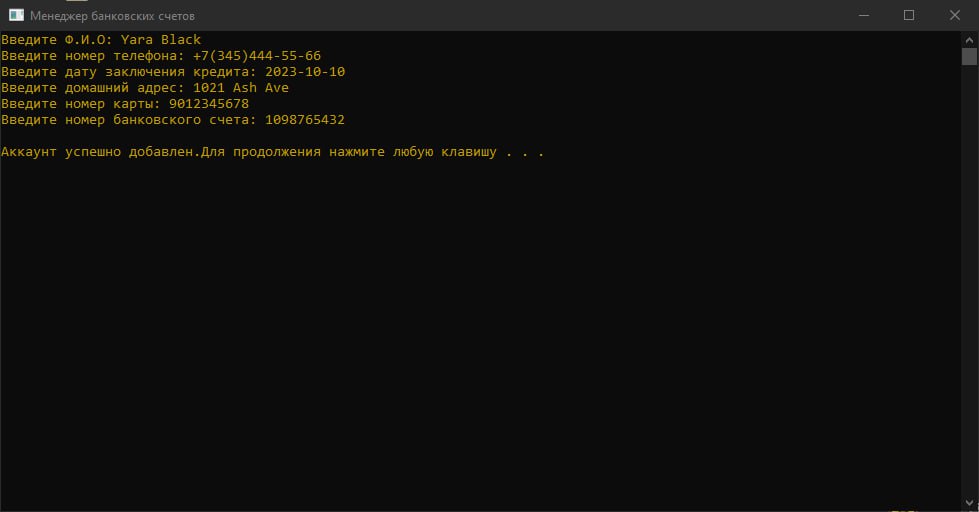 Менеджер банковских счетов
Введите Ф.И.О: Yara Black
Введите номер телефона: +7(345)444-55-66
Введите дату заключения кредита: 2023-10-10
Введите домашний адрес: 1021 Ash Ave
Введите номер карты: 9012345678
Введите номер банковского счета: 1098765432
Аккаунт успешно добавлен.Для продолжения нажмите любую клавишу . . .